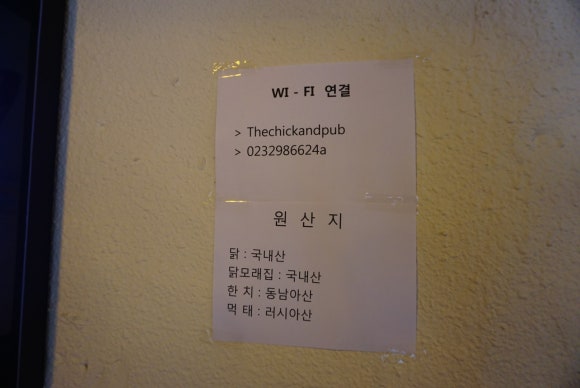 WI - FI 연결
> Thechickandpub
> 0232986624a
원 산 지
닭 : 국내산
닭모래집 : 국내산
한 치 : 동남아산
먹 태 : 러시아산